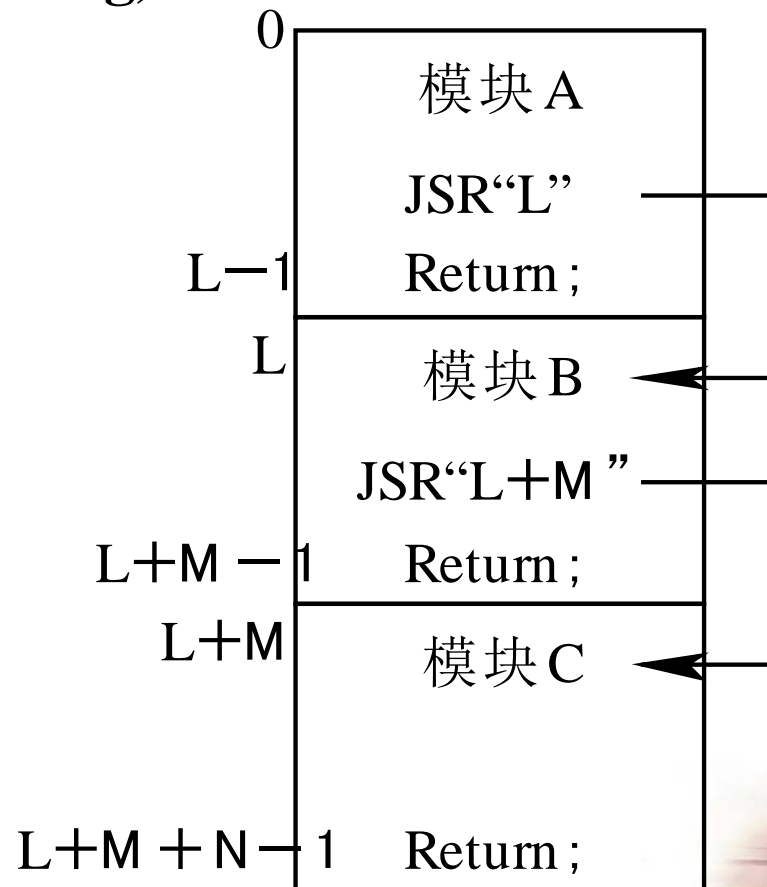 g,
0
模块A
JSR“L”
L－1 Return;
L
模块B
JSR“L＋M”
L＋M－1 Return;
L＋M
模块C
L＋M＋N－1 Return;